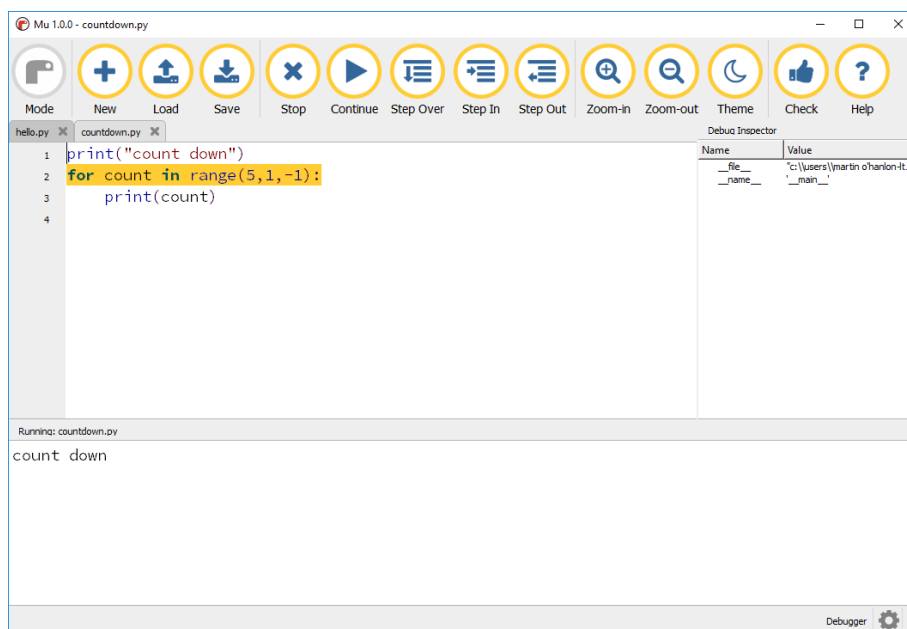 Mu 1.0.0 - countdown.py
Mode New Load Save Stop Continue Step Over Step In Step Out Zoom-in Zoom-out Theme Check Help
hello.py countdown.py Debug Inspector
1 print("count down")
2 for count in range(5,1,-1):
3     print(count)
4
Name Value
__file__ "c:\\users\\martin o'hanlon-lt.
__name__ '__main__'
Running: countdown.py
count down
Debugger